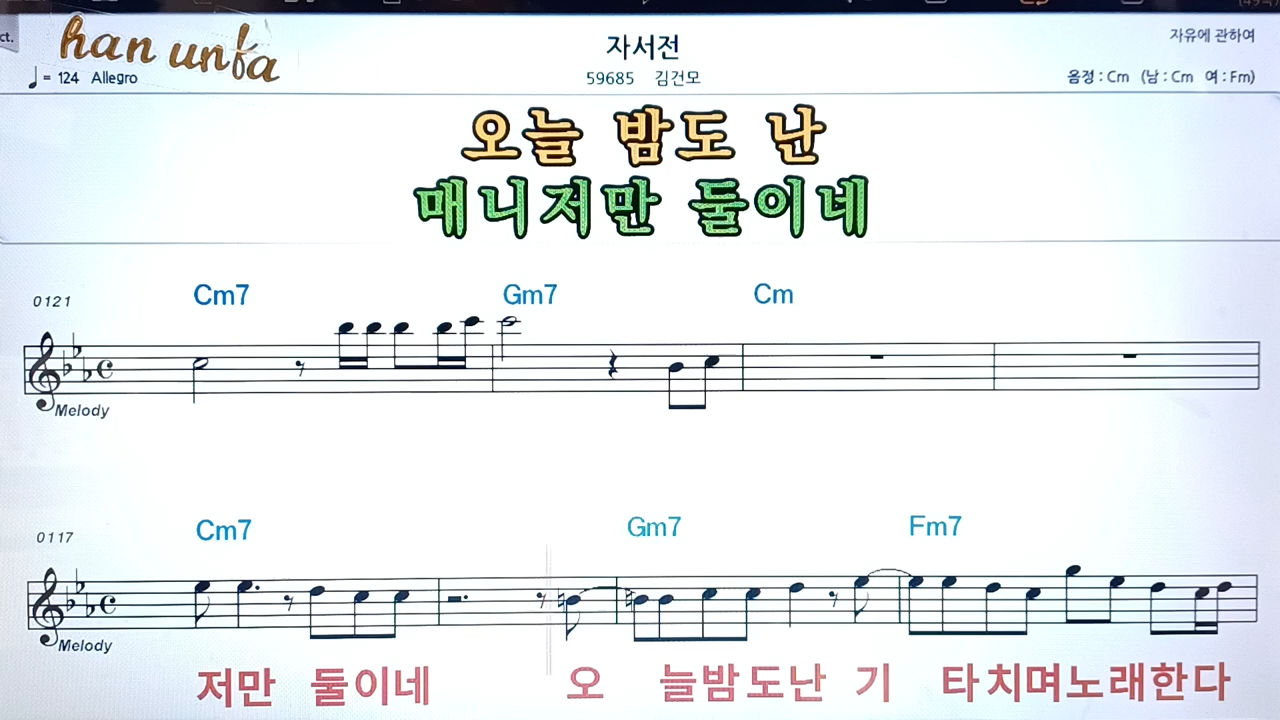 ct.
han unfa
자서전
자유에 관하여
♩= 124 Allegro
59685 김건모
음정 : Cm (남 : Cm 여 : Fm)
오늘 밤도 난
매니저만 둘이네
0121
Cm7 Gm7 Cm
Melody
0117
Cm7 Gm7 Fm7
Melody
저만 둘이네 오 늘밤도난 기 타치며노래한다